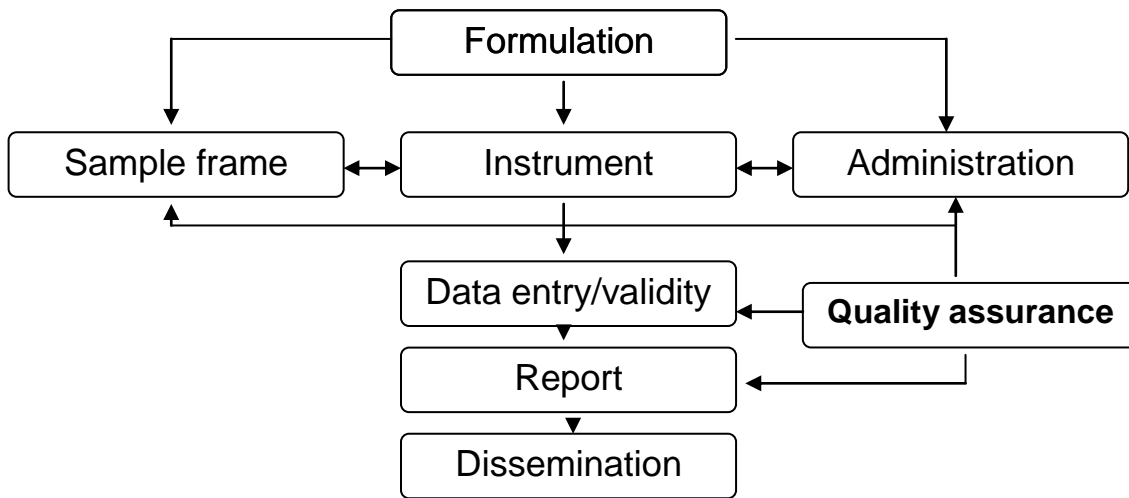 Formulation
Sample frame
Instrument
Administration
Data entry/validity
Quality assurance
Report
Dissemination